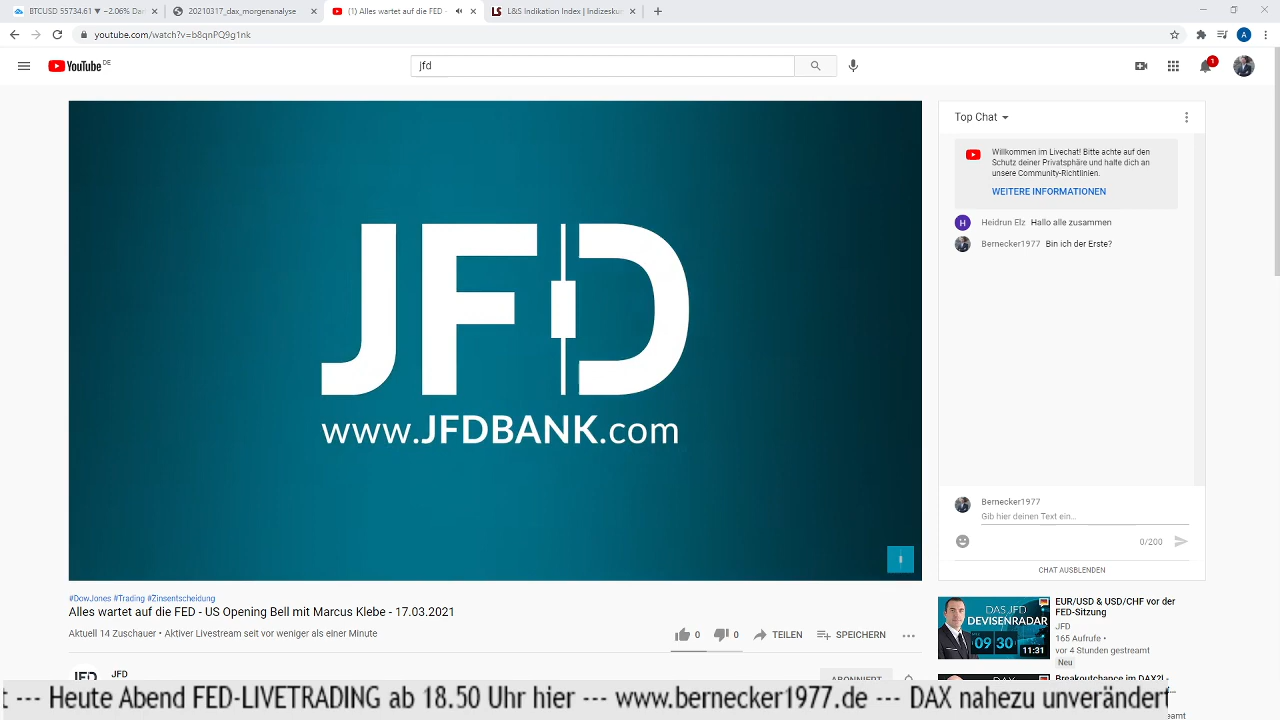 BTCUSD 55734.61 ▼ −2.06% Da
20210317_dax_morgenanalyse
(1) Alles wartet auf die FED -
L&S Indikation Index | Indizesku
youtube.com/watch?v=b8qnPQ9g1nk
A
YouTube DE
jfd
1
JFD
www.JFDBANK.com
Top Chat
Willkommen im Livechat! Bitte achte auf den
Schutz deiner Privatsphäre und halte dich an
unsere Community-Richtlinien.
WEITERE INFORMATIONEN
H Heidrun Elz Hallo alle zusammen
Bernecker1977 Bin ich der Erste?
Bernecker1977
Gib hier deinen Text ein...
0/200
CHAT AUSBLENDEN
#DowJones #Trading #Zinsentscheidung
Alles wartet auf die FED - US Opening Bell mit Marcus Klebe - 17.03.2021
Aktuell 14 Zuschauer • Aktiver Livestream seit vor weniger als einer Minute
0 0 TEILEN SPEICHERN
DAS JFD
DEVISENRADAR
09 30
11:31
EUR/USD & USD/CHF vor der
FED-Sitzung
JFD
165 Aufrufe •
vor 4 Stunden gestreamt
Neu
JFD
JFD
ABONNIERT
Breakoutchance im DAX?!
t --- Heute Abend FED-LIVETRADING ab 18.50 Uhr hier --- www.bernecker1977.de --- DAX nahezu unverändert